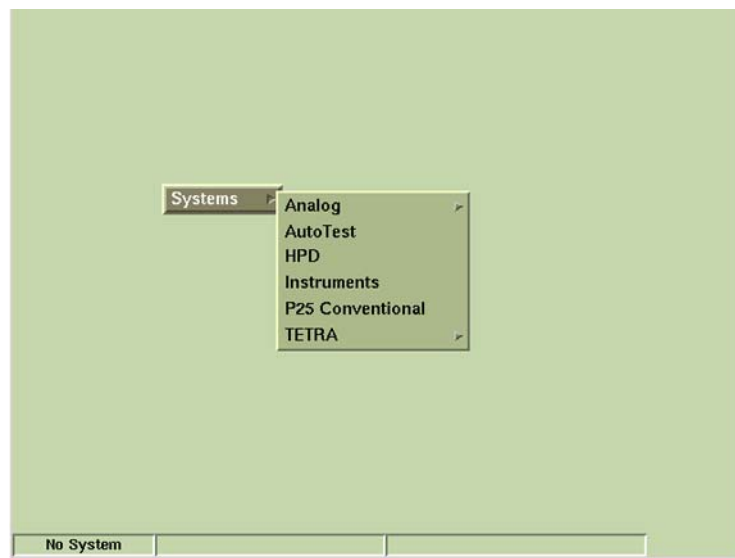 Systems
Analog
AutoTest
HPD
Instruments
P25 Conventional
TETRA
No System